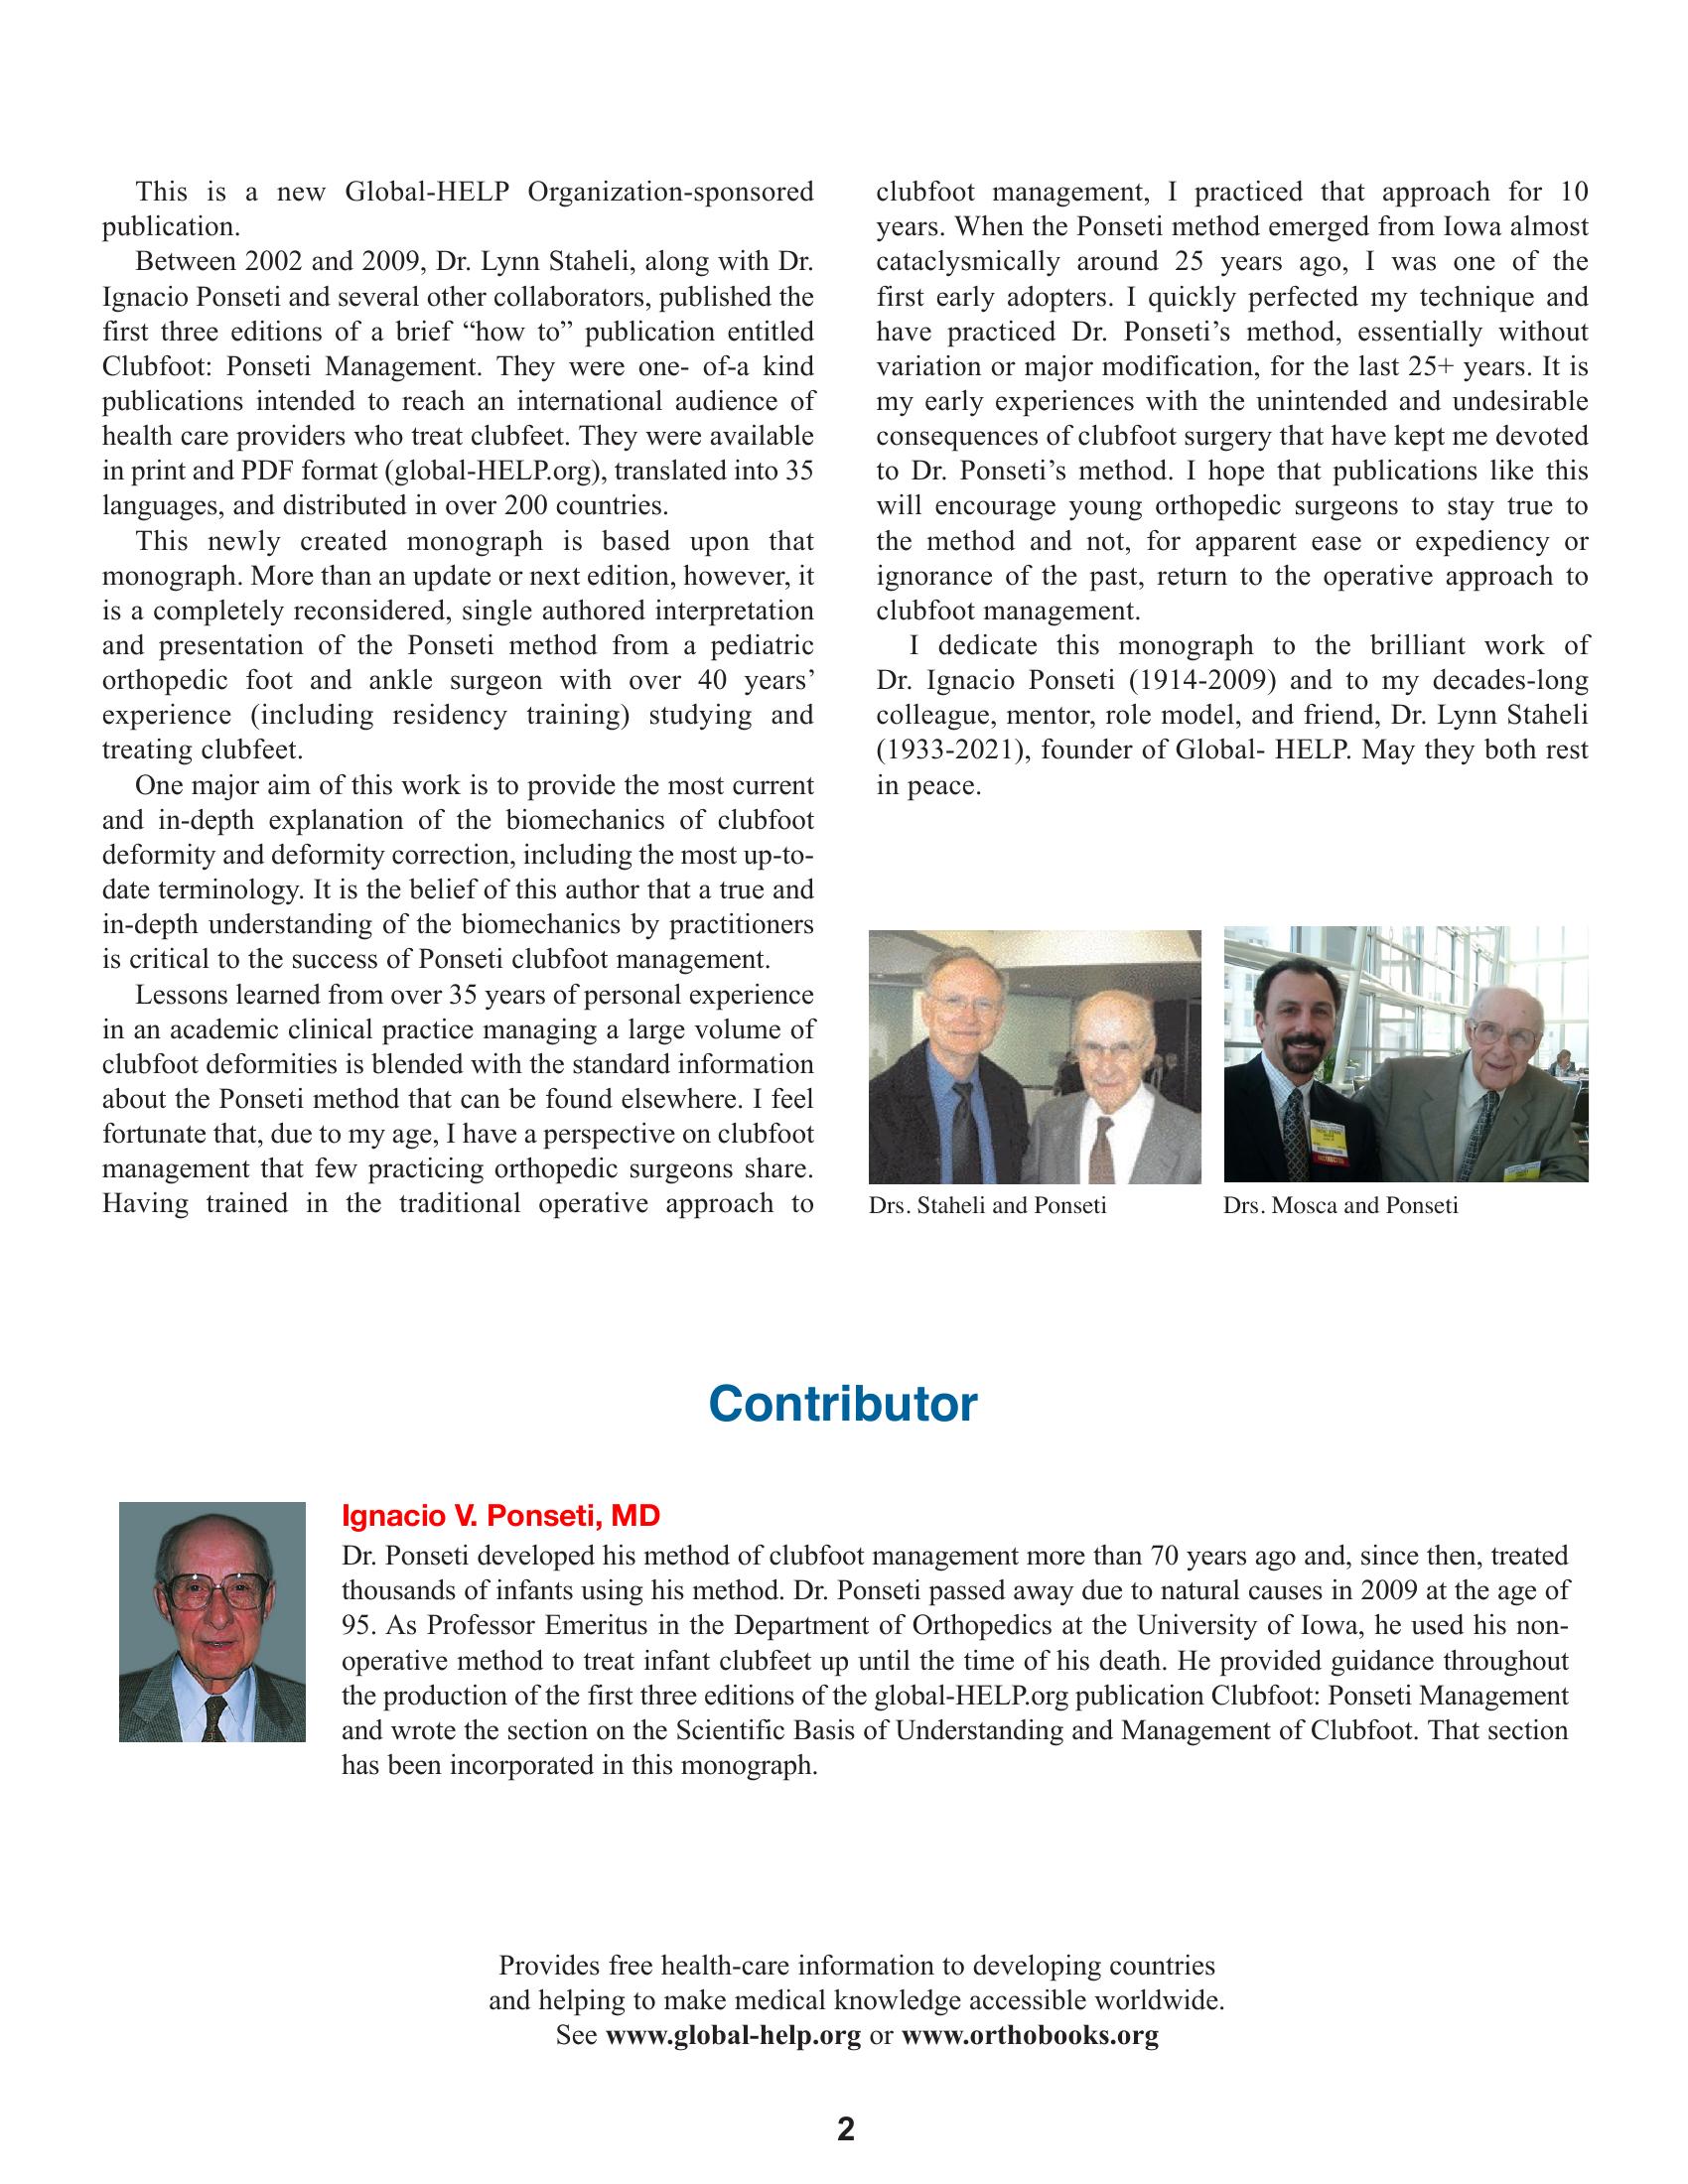 This is a new Global-HELP Organization-sponsored
publication.
Between 2002 and 2009, Dr. Lynn Staheli, along with Dr.
Ignacio Ponseti and several other collaborators, published the
first three editions of a brief “how to” publication entitled
Clubfoot: Ponseti Management. They were one- of-a kind
publications intended to reach an international audience of
health care providers who treat clubfeet. They were available
in print and PDF format (global-HELP.org), translated into 35
languages, and distributed in over 200 countries.
This newly created monograph is based upon that
monograph. More than an update or next edition, however, it
is a completely reconsidered, single authored interpretation
and presentation of the Ponseti method from a pediatric
orthopedic foot and ankle surgeon with over 40 years’
experience (including residency training) studying and
treating clubfeet.
One major aim of this work is to provide the most current
and in-depth explanation of the biomechanics of clubfoot
deformity and deformity correction, including the most up-to-
date terminology. It is the belief of this author that a true and
in-depth understanding of the biomechanics by practitioners
is critical to the success of Ponseti clubfoot management.
Lessons learned from over 35 years of personal experience
in an academic clinical practice managing a large volume of
clubfoot deformities is blended with the standard information
about the Ponseti method that can be found elsewhere. I feel
fortunate that, due to my age, I have a perspective on clubfoot
management that few practicing orthopedic surgeons share.
Having trained in the traditional operative approach to
clubfoot management, I practiced that approach for 10
years. When the Ponseti method emerged from Iowa almost
cataclysmically around 25 years ago, I was one of the
first early adopters. I quickly perfected my technique and
have practiced Dr. Ponseti’s method, essentially without
variation or major modification, for the last 25+ years. It is
my early experiences with the unintended and undesirable
consequences of clubfoot surgery that have kept me devoted
to Dr. Ponseti’s method. I hope that publications like this
will encourage young orthopedic surgeons to stay true to
the method and not, for apparent ease or expediency or
ignorance of the past, return to the operative approach to
clubfoot management.
I dedicate this monograph to the brilliant work of
Dr. Ignacio Ponseti (1914-2009) and to my decades-long
colleague, mentor, role model, and friend, Dr. Lynn Staheli
(1933-2021), founder of Global- HELP. May they both rest
in peace.
Drs. Staheli and Ponseti
Drs. Mosca and Ponseti
Contributor
Ignacio V. Ponseti, MD
Dr. Ponseti developed his method of clubfoot management more than 70 years ago and, since then, treated
thousands of infants using his method. Dr. Ponseti passed away due to natural causes in 2009 at the age of
95. As Professor Emeritus in the Department of Orthopedics at the University of Iowa, he used his non-
operative method to treat infant clubfeet up until the time of his death. He provided guidance throughout
the production of the first three editions of the global-HELP.org publication Clubfoot: Ponseti Management
and wrote the section on the Scientific Basis of Understanding and Management of Clubfoot. That section
has been incorporated in this monograph.
Provides free health-care information to developing countries
and helping to make medical knowledge accessible worldwide.
See www.global-help.org or www.orthobooks.org
2